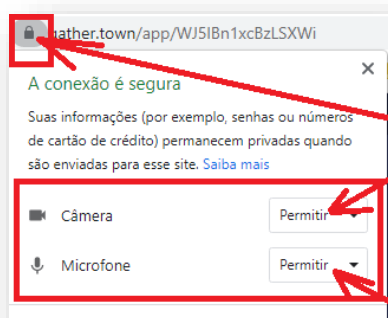 gather.town/app/WJ5IBn1xcBzLSXWi
A conexão é segura
Suas informações (por exemplo, senhas ou números
de cartão de crédito) permanecem privadas quando
são enviadas para esse site. Saiba mais
Câmera Permitir
Microfone Permitir